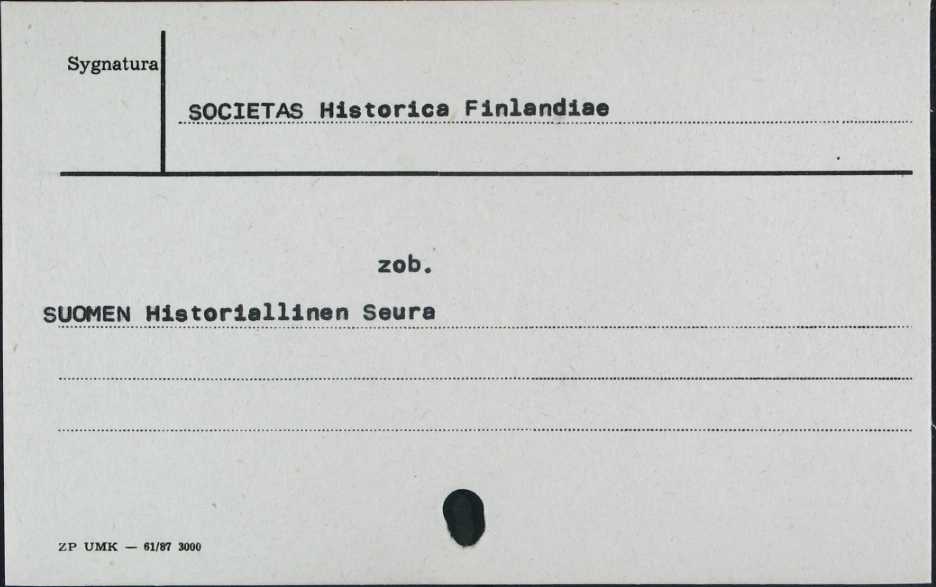 Sygnatura
SOCIETAS Historica Finlandiae
zob.
SUOMEN Historiallinen Seura
ZP UMK — 61/87 3000